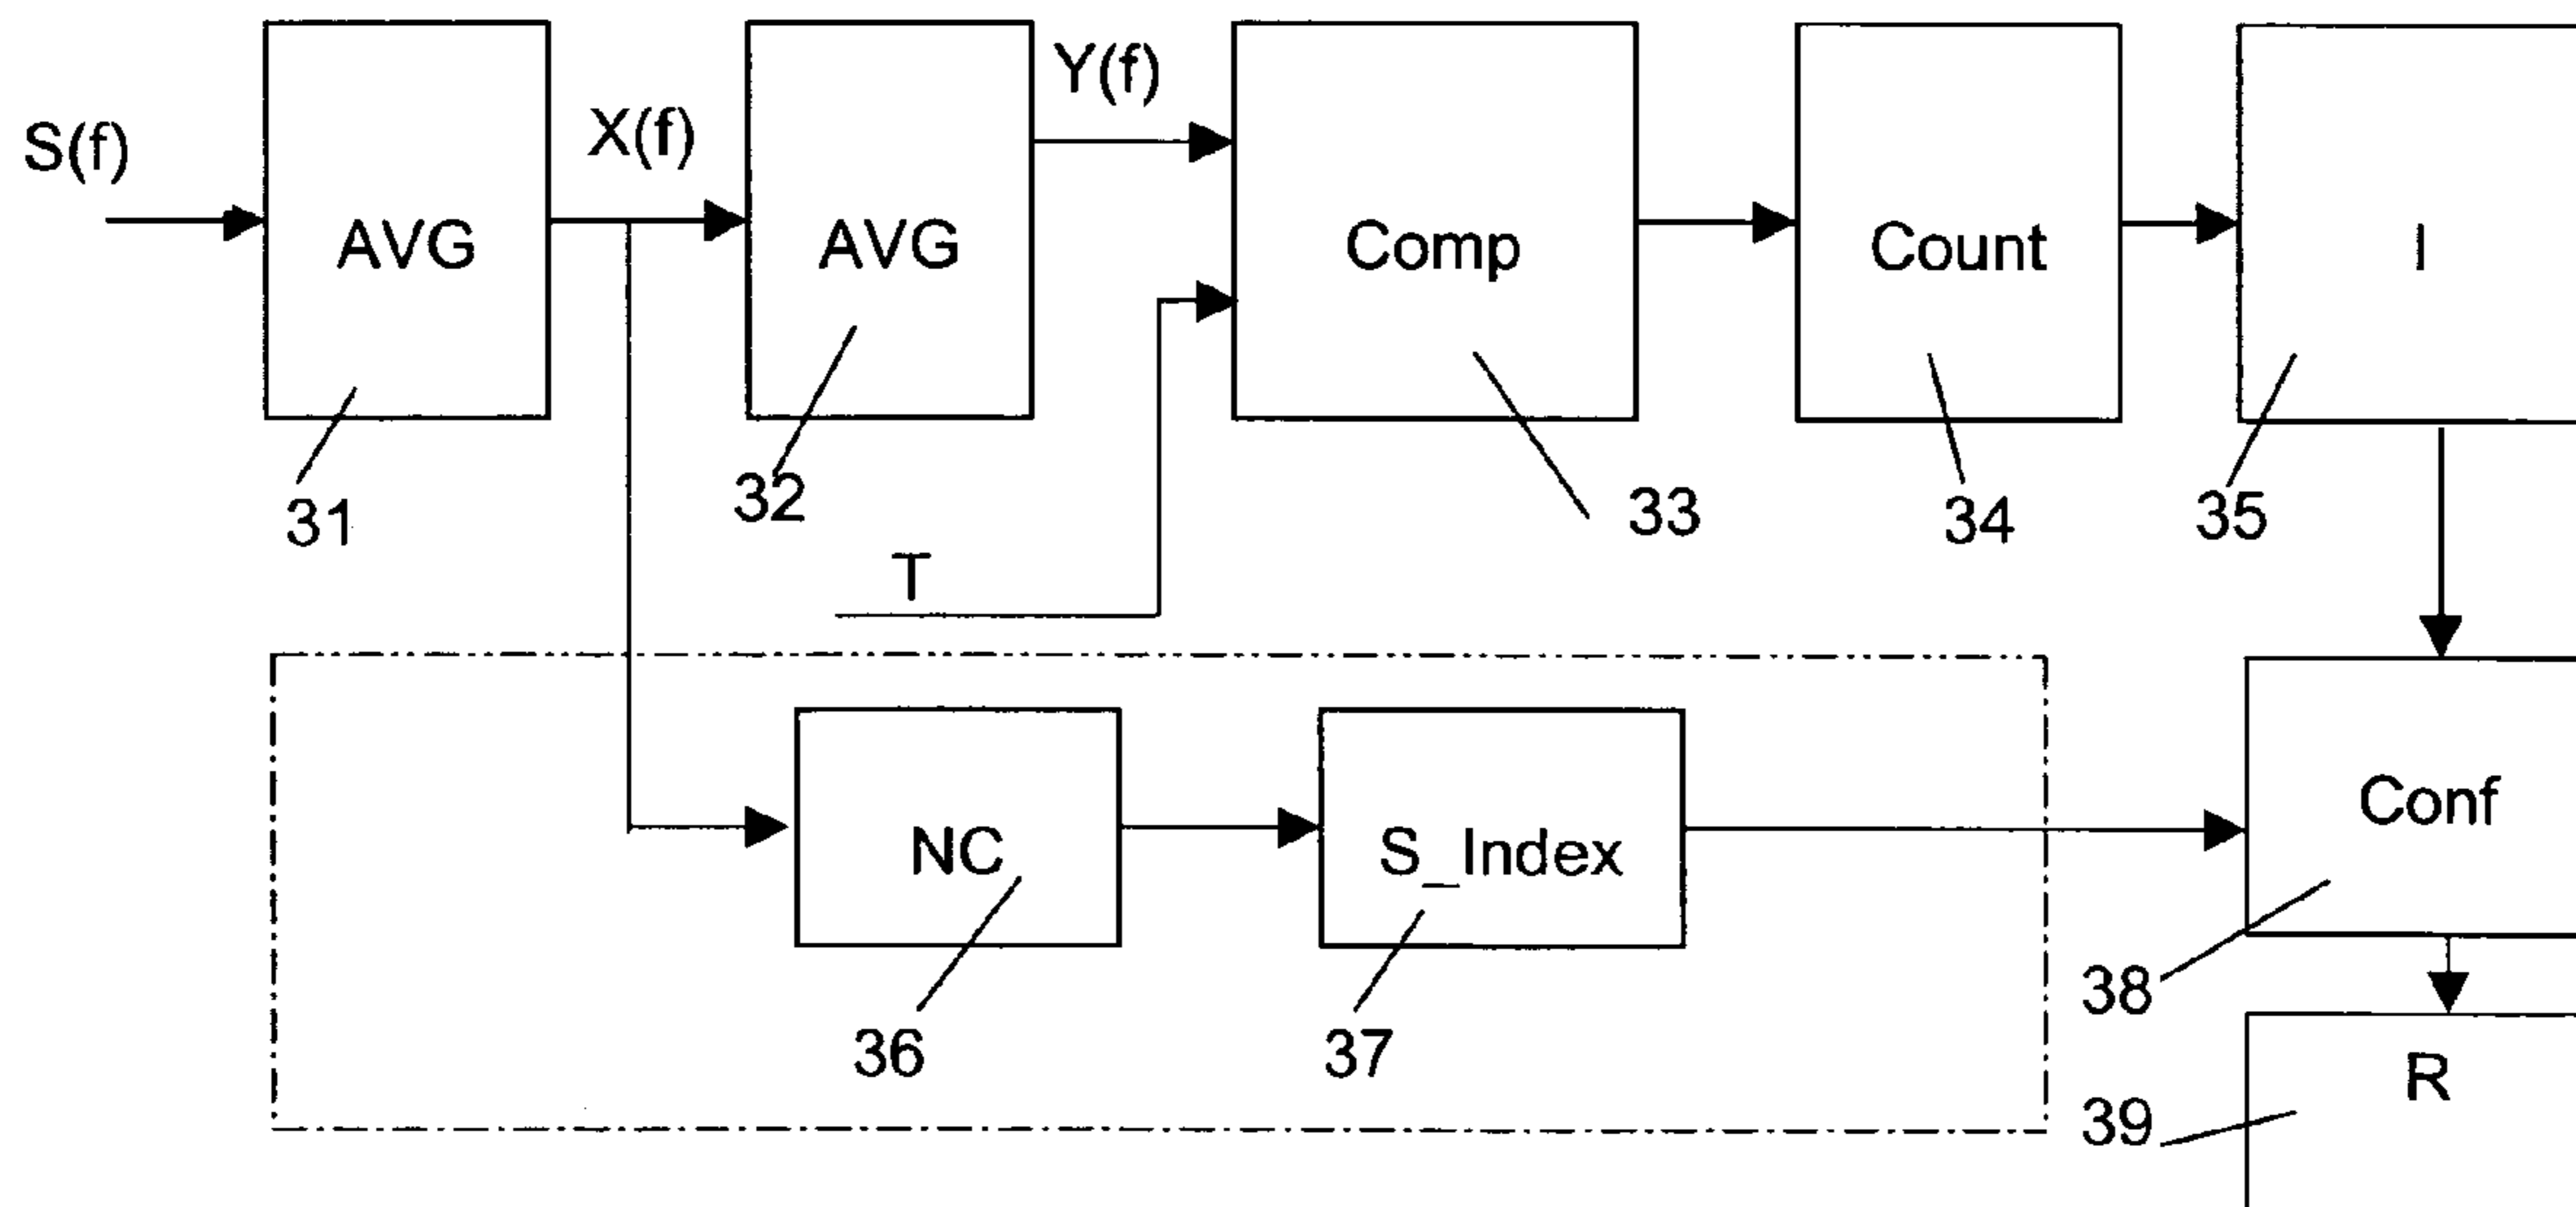 S(f)
AVG
31
X(f)
AVG
32
Y(f)
T
Comp
33
Count
34
I
35
NC
36
S_Index
37
Conf
38
R
39